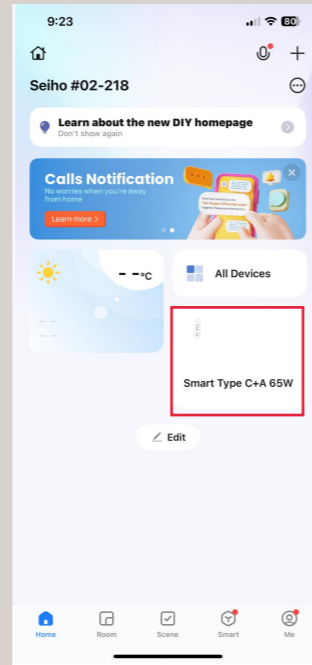 9:23
80
Seiho #02-218
Learn about the new DIY homepage
Don't show again
Calls Notification
No worries when you're away
from home
Learn more >
- -°C
All Devices
- -
- -
Smart Type C+A 65W
Edit
Home
Room
Scene
Smart
Me